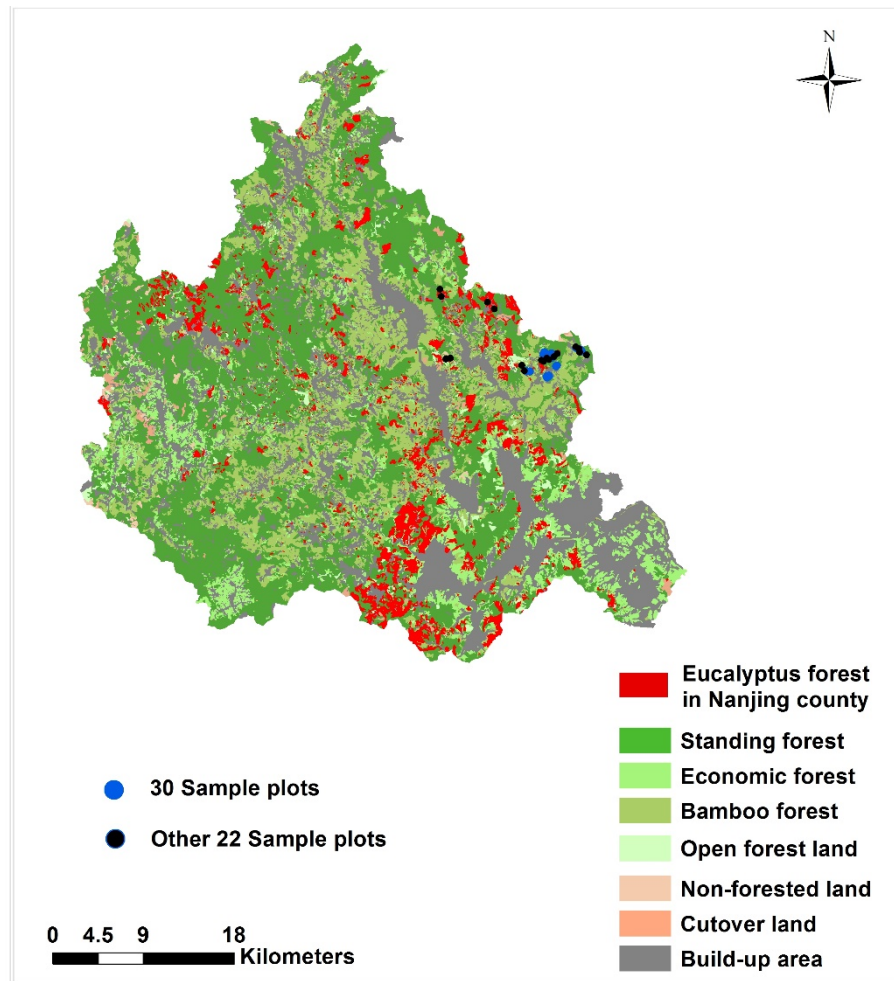 N
Eucalyptus forest
in Nanjing county
Standing forest
Economic forest
Bamboo forest
Open forest land
Non-forested land
Cutover land
Build-up area
30 Sample plots
Other 22 Sample plots
0 4.5 9 18
Kilometers